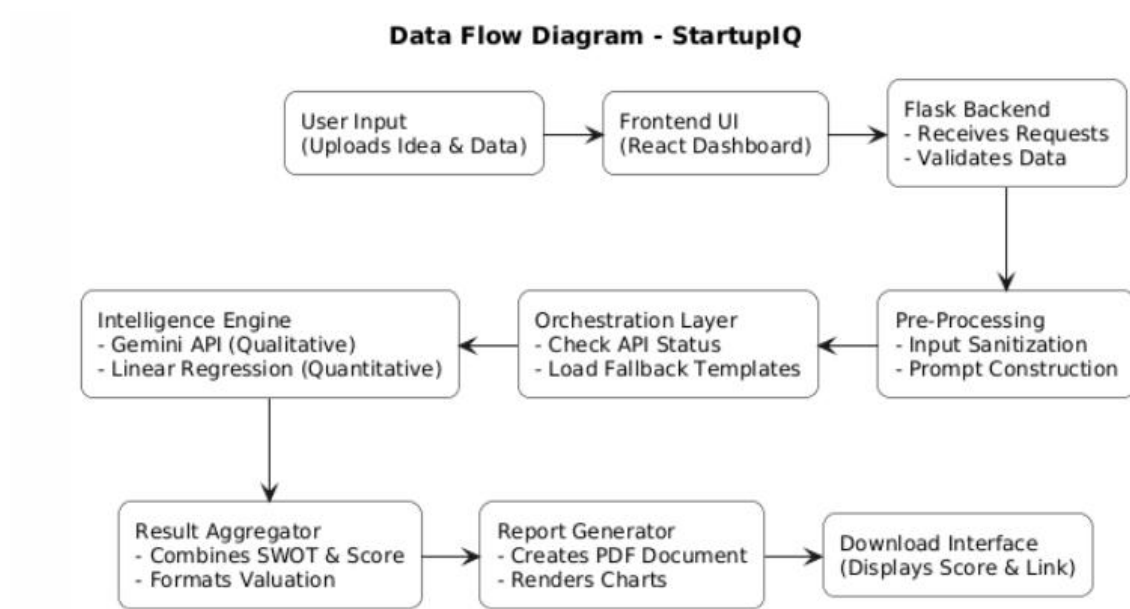 Data Flow Diagram - StartupIQ
User Input
(Uploads Idea & Data)
Frontend UI
(React Dashboard)
Flask Backend
- Receives Requests
- Validates Data
Intelligence Engine
- Gemini API (Qualitative)
- Linear Regression (Quantitative)
Orchestration Layer
- Check API Status
- Load Fallback Templates
Pre-Processing
- Input Sanitization
- Prompt Construction
Result Aggregator
- Combines SWOT & Score
- Formats Valuation
Report Generator
- Creates PDF Document
- Renders Charts
Download Interface
(Displays Score & Link)